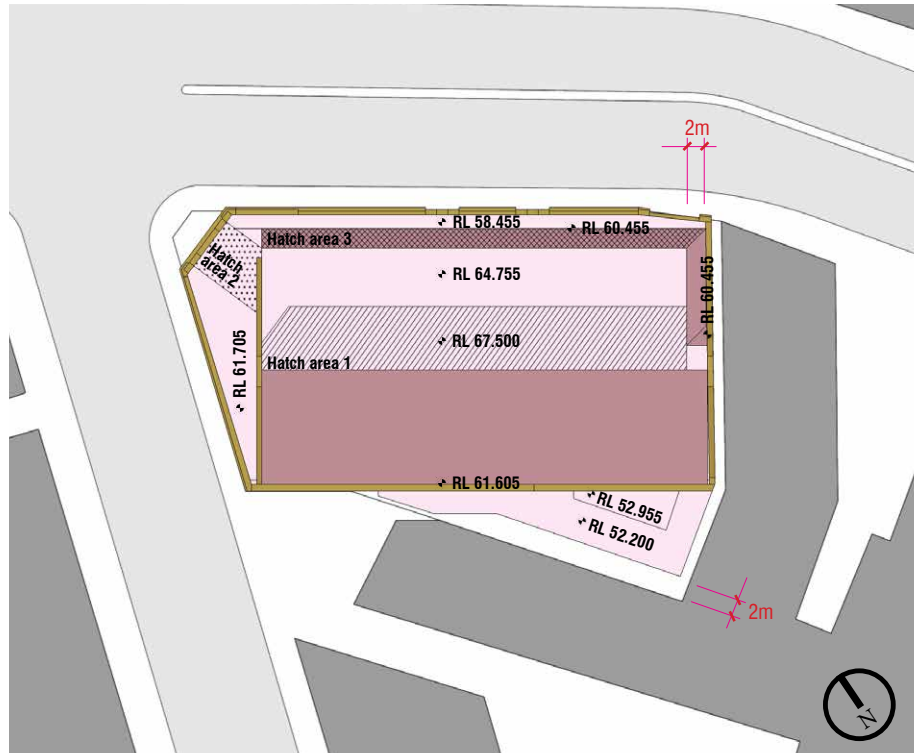 2m
RL 58.455
RL 60.455
Hatch area 3
Hatch
area 2
RL 64.755
RL 60.455
RL 67.500
RL 61.705
Hatch area 1
RL 61.605
RL 52.955
RL 52.200
2m
N